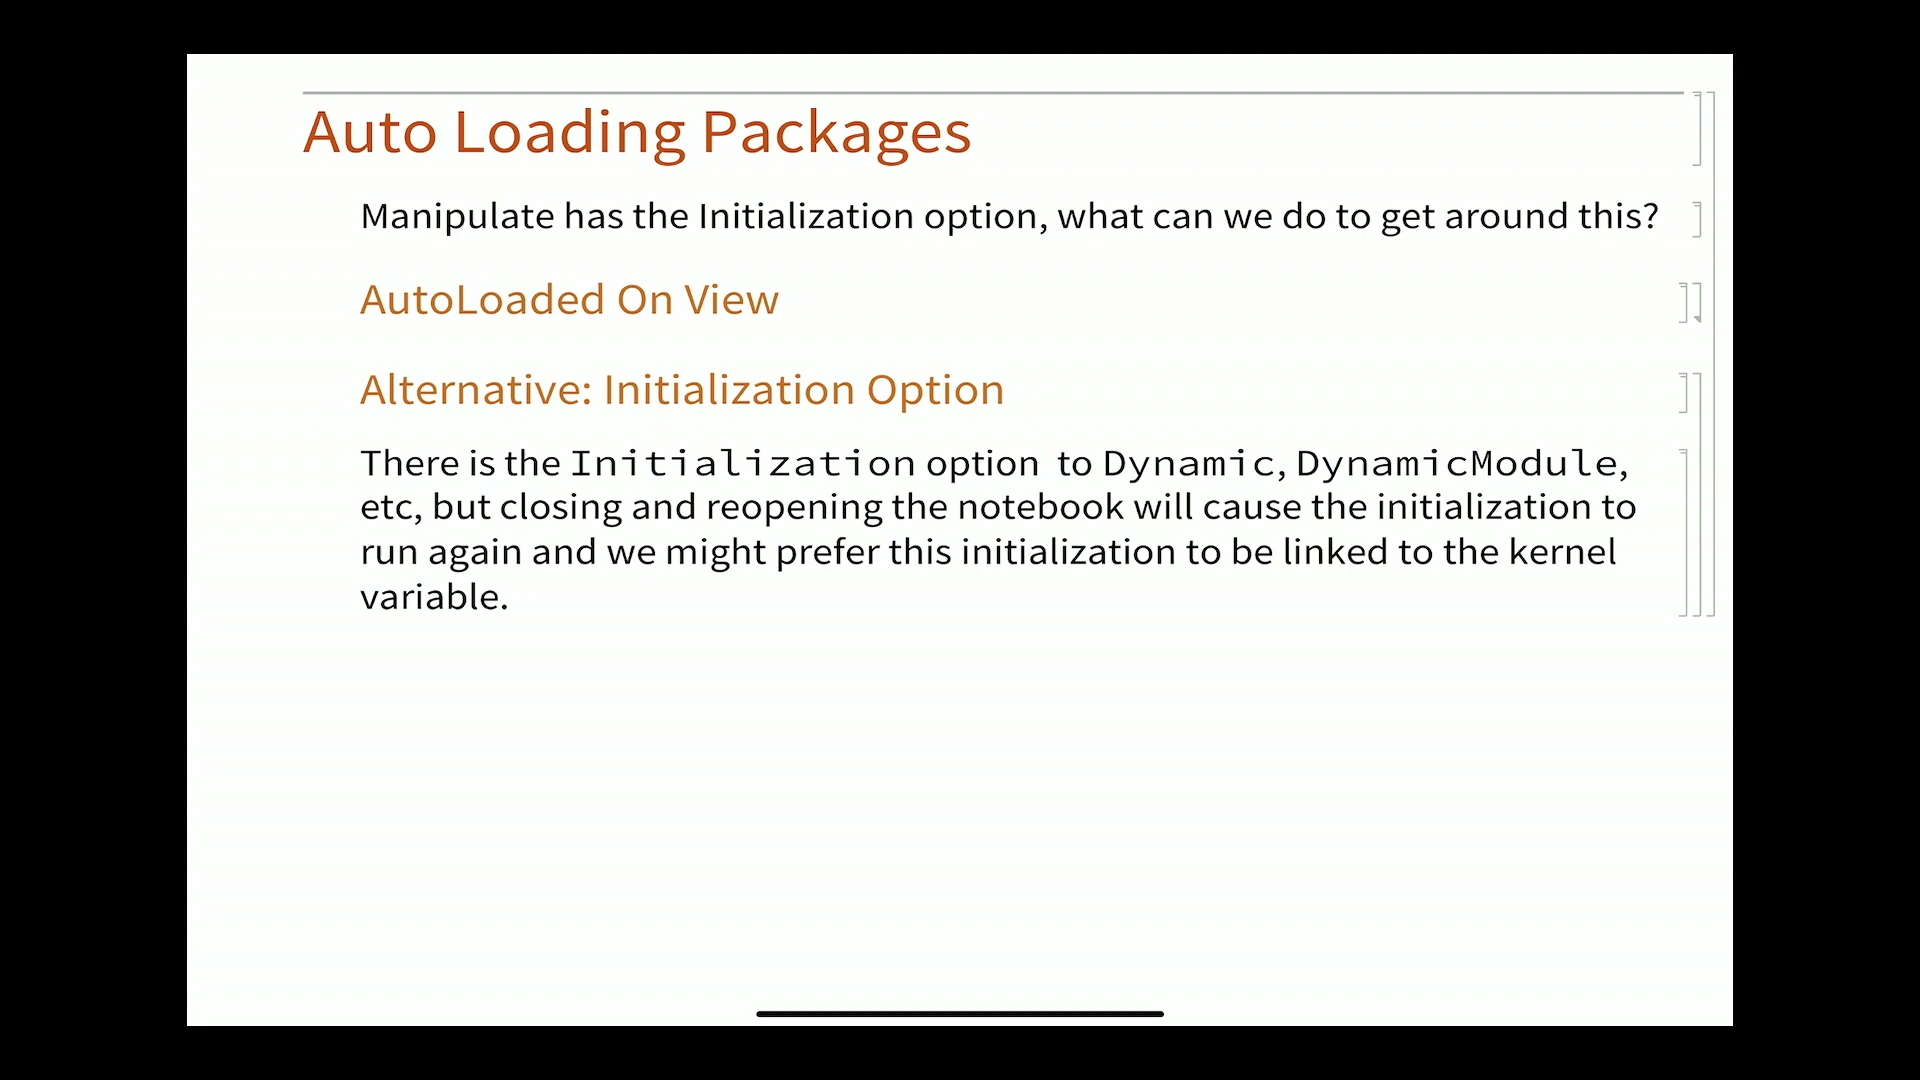 Auto Loading Packages
Manipulate has the Initialization option, what can we do to get around this?
AutoLoaded On View
Alternative: Initialization Option
There is the Initialization option to Dynamic, DynamicModule,
etc, but closing and reopening the notebook will cause the initialization to
run again and we might prefer this initialization to be linked to the kernel
variable.